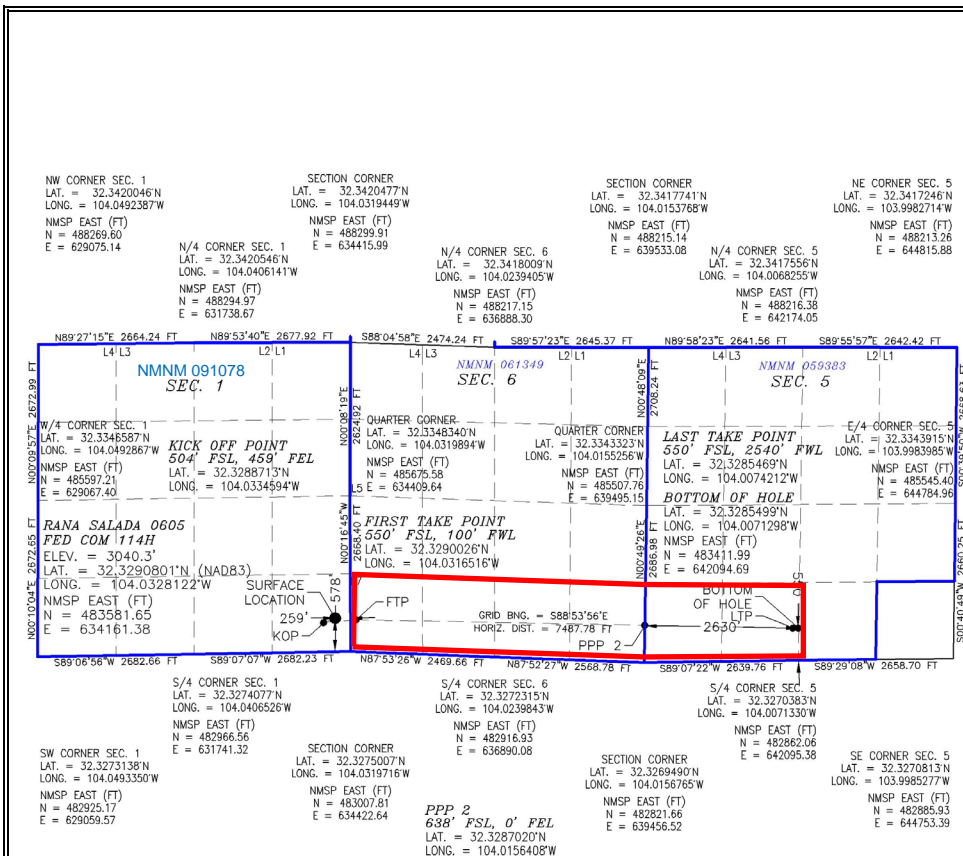 NW CORNER SEC. 1
LAT. = 32.3420046'N
LONG. = 104.0492387'W
NMSP EAST (FT)
N = 488269.60
E = 629075.14
N/4 CORNER SEC. 1
LAT. = 32.3420546'N
LONG. = 104.0406141'W
NMSP EAST (FT)
N = 488294.97
E = 631738.67
SECTION CORNER
LAT. = 32.3420477'N
LONG. = 104.0319449'W
NMSP EAST (FT)
N = 488299.91
E = 634415.99
N/4 CORNER SEC. 6
LAT. = 32.3418009'N
LONG. = 104.0239405'W
NMSP EAST (FT)
N = 488217.15
E = 636888.30
SECTION CORNER
LAT. = 32.3417741'N
LONG. = 104.0153768'W
NMSP EAST (FT)
N = 488215.14
E = 639533.08
N/4 CORNER SEC. 5
LAT. = 32.3417556'N
LONG. = 104.0068255'W
NMSP EAST (FT)
N = 488216.38
E = 642174.05
NE CORNER SEC. 5
LAT. = 32.3417246'N
LONG. = 103.9982714'W
NMSP EAST (FT)
N = 488213.26
E = 644815.88
N89'27'15"E 2664.24 FT
N89'53'40"E 2677.92 FT
S88'04'58"E 2474.24 FT
S89'57'23"E 2645.37 FT
S89'58'23"E 2641.56 FT
S89'55'57"E 2642.42 FT
L4 L3
L2 L1
L4 L3
L2 L1
L4 L3
L2 L1
NMNM 091078
SEC. 1
NMNM 061349
SEC. 6
NMNM 059383
SEC. 5
N00'09'57"E 2672.99 FT
N00'08'19"E 2624.92 FT
N00'48'09"E 2708.24 FT
S00'39'50"W 2668.63 FT
W/4 CORNER SEC. 1
LAT. = 32.3346587'N
LONG. = 104.0492867'W
NMSP EAST (FT)
N = 485597.21
E = 629067.40
KICK OFF POINT
504' FSL, 459' FEL
LAT. = 32.3288713'N
LONG. = 104.0334594'W
QUARTER CORNER
LAT. = 32.3348340'N
LONG. = 104.0319894'W
NMSP EAST (FT)
N = 485675.58
E = 634409.64
L5
QUARTER CORNER
LAT. = 32.3343323'N
LONG. = 104.0155256'W
NMSP EAST (FT)
N = 485507.76
E = 639495.15
LAST TAKE POINT
550' FSL, 2540' FWL
LAT. = 32.3285469'N
LONG. = 104.0074212'W
BOTTOM OF HOLE
LAT. = 32.3285499'N
LONG. = 104.0071298'W
NMSP EAST (FT)
N = 483411.99
E = 642094.69
E/4 CORNER SEC. 5
LAT. = 32.3343915'N
LONG. = 103.9983985'W
NMSP EAST (FT)
N = 485545.40
E = 644784.96
RANA SALADA 0605
FED COM 114H
ELEV. = 3040.3'
LAT. = 32.3290801'N (NAD83)
LONG. = 104.0328122'W
NMSP EAST (FT)
N = 483581.65
E = 634161.38
FIRST TAKE POINT
550' FSL, 100' FWL
LAT. = 32.3290026'N
LONG. = 104.0316516'W
N00'10'04"E 2672.65 FT
N00'16'45"W 2668.40 FT
N00'49'26"E 2686.98 FT
S00'40'49"W 2660.25 FT
SURFACE
LOCATION
578'
259'
KOP
FTP
GRID BNG. = S88'53'56"E
HORIZ. DIST. = 7487.78 FT
PPP 2
2630'
BOTTOM
OF HOLE
LTP
S89'06'56"W 2682.66 FT
S89'07'07"W 2682.23 FT
N87'53'26"W 2469.66 FT
N87'52'27"W 2568.78 FT
S89'07'22"W 2639.76 FT
S89'29'08"W 2658.70 FT
S/4 CORNER SEC. 1
LAT. = 32.3274077'N
LONG. = 104.0406526'W
NMSP EAST (FT)
N = 482966.56
E = 631741.32
S/4 CORNER SEC. 6
LAT. = 32.3272315'N
LONG. = 104.0239843'W
NMSP EAST (FT)
N = 482916.93
E = 636890.08
S/4 CORNER SEC. 5
LAT. = 32.3270383'N
LONG. = 104.0071330'W
NMSP EAST (FT)
N = 482862.06
E = 642095.38
SW CORNER SEC. 1
LAT. = 32.3273138'N
LONG. = 104.0493350'W
NMSP EAST (FT)
N = 482925.17
E = 629059.57
SECTION CORNER
LAT. = 32.3275007'N
LONG. = 104.0319716'W
NMSP EAST (FT)
N = 483007.81
E = 634422.64
SECTION CORNER
LAT. = 32.3269490'N
LONG. = 104.0156765'W
NMSP EAST (FT)
N = 482821.66
E = 639456.52
SE CORNER SEC. 5
LAT. = 32.3270813'N
LONG. = 103.9985277'W
NMSP EAST (FT)
N = 482885.93
E = 644753.39
PPP 2
638' FSL, 0' FEL
LAT. = 32.3287020'N
LONG. = 104.0156408'W